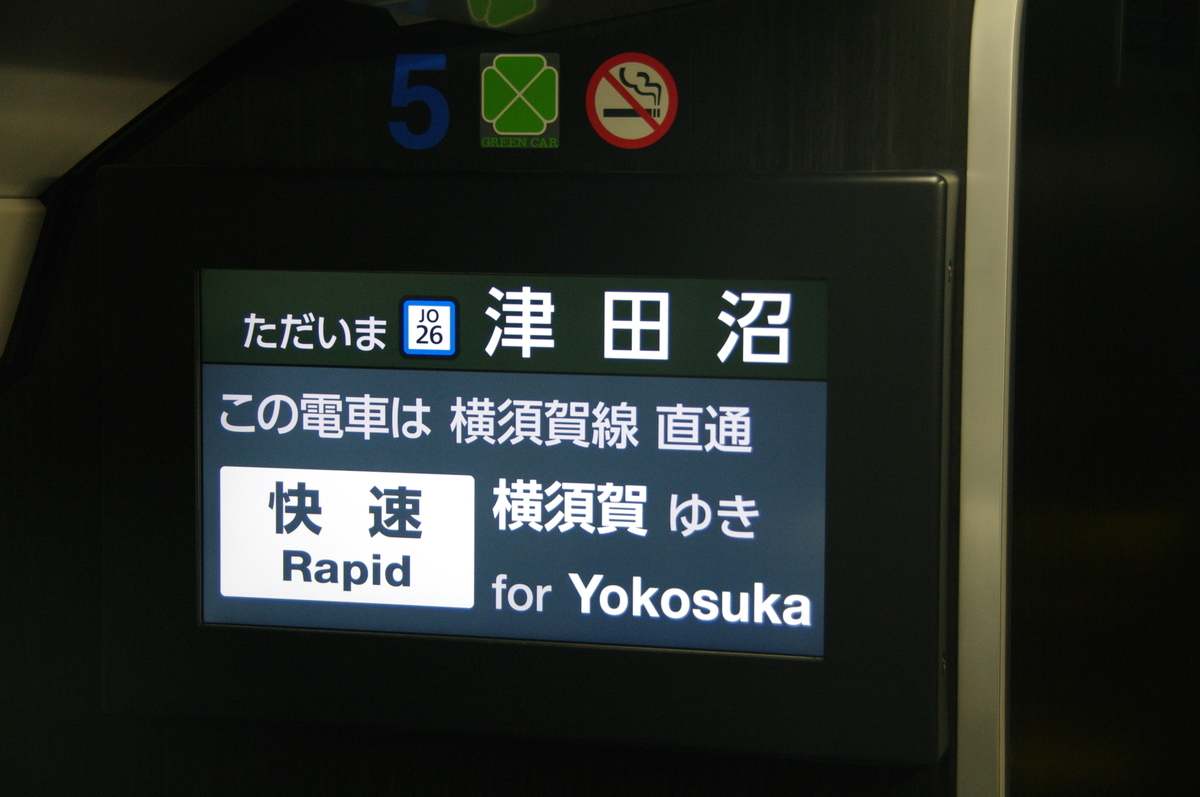 5
GREEN CAR
ただいま JO 26 津田沼
この電車は 横須賀線 直通
快速 横須賀 ゆき
Rapid for Yokosuka